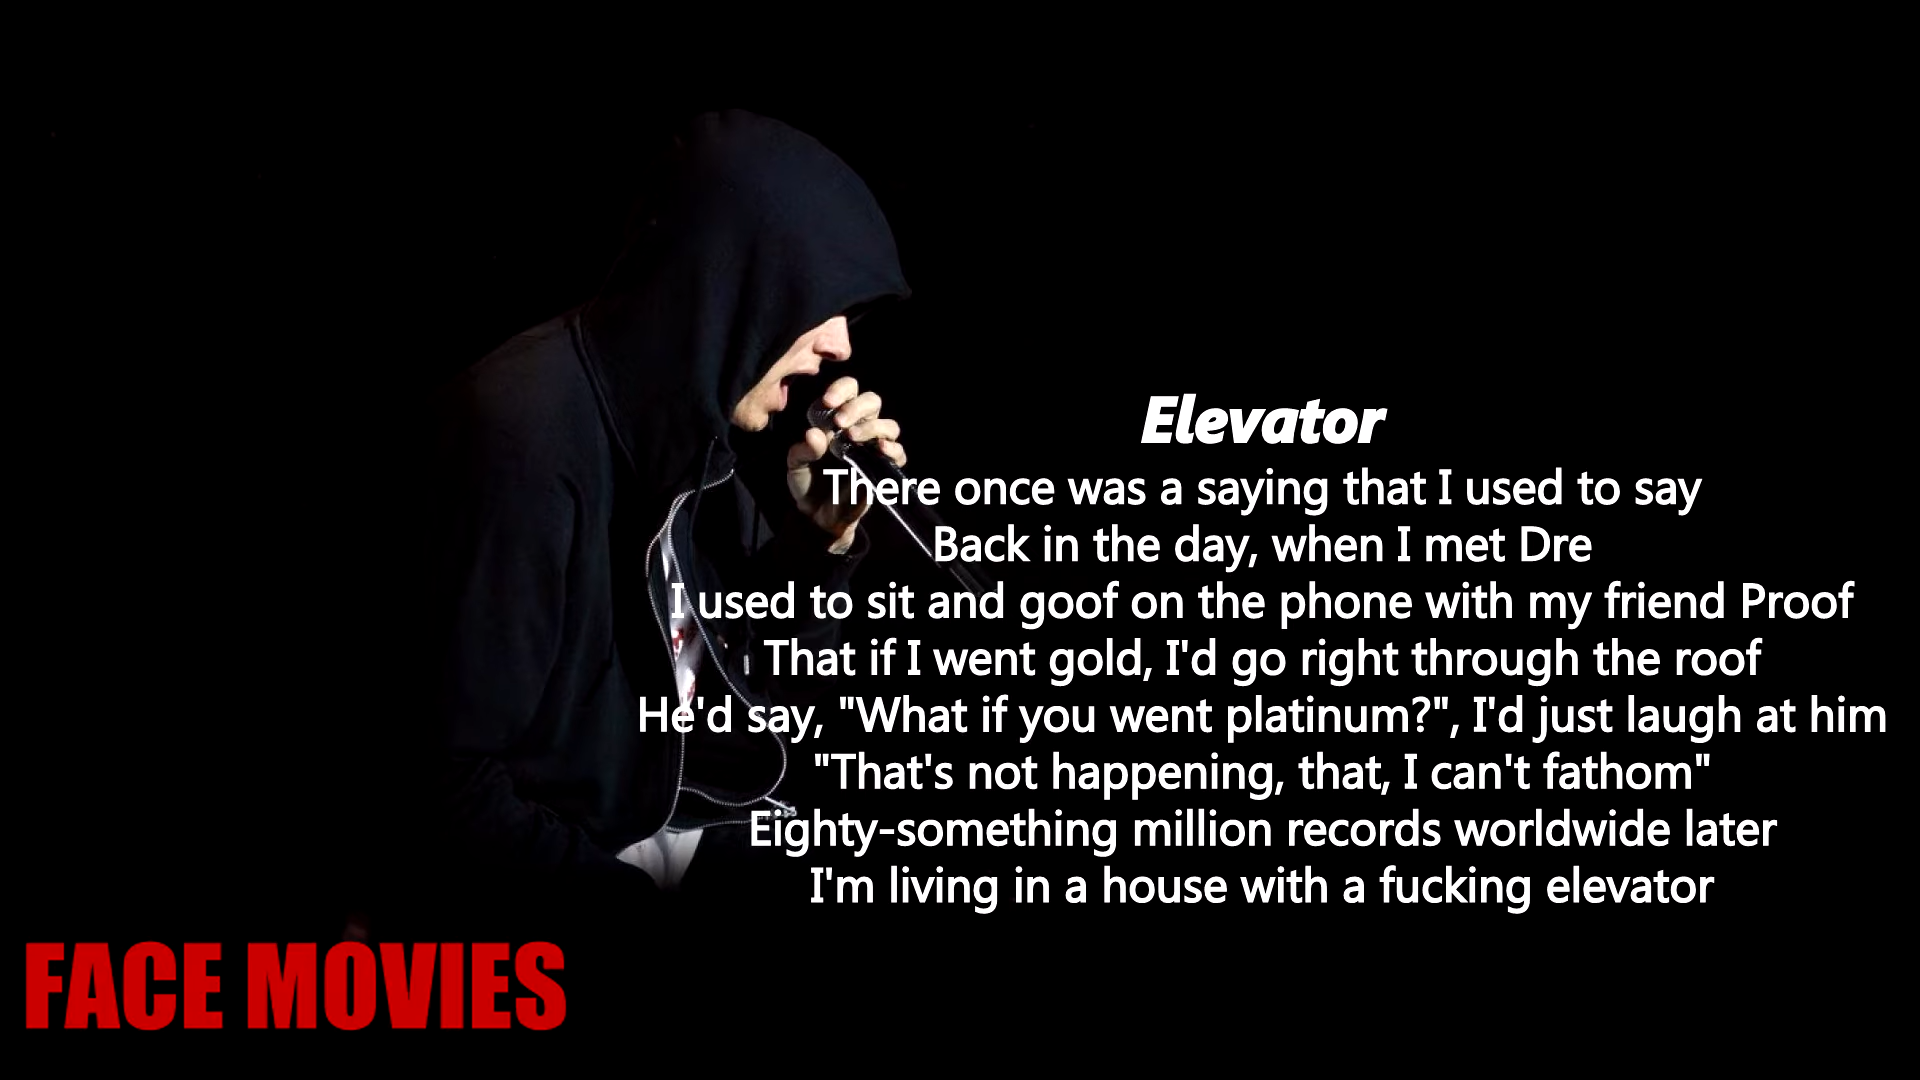 Elevator
There once was a saying that I used to say
Back in the day, when I met Dre
I used to sit and goof on the phone with my friend Proof
That if I went gold, I'd go right through the roof
He'd say, "What if you went platinum?", I'd just laugh at him
"That's not happening, that, I can't fathom"
Eighty-something million records worldwide later
I'm living in a house with a fucking elevator
FACE MOVIES